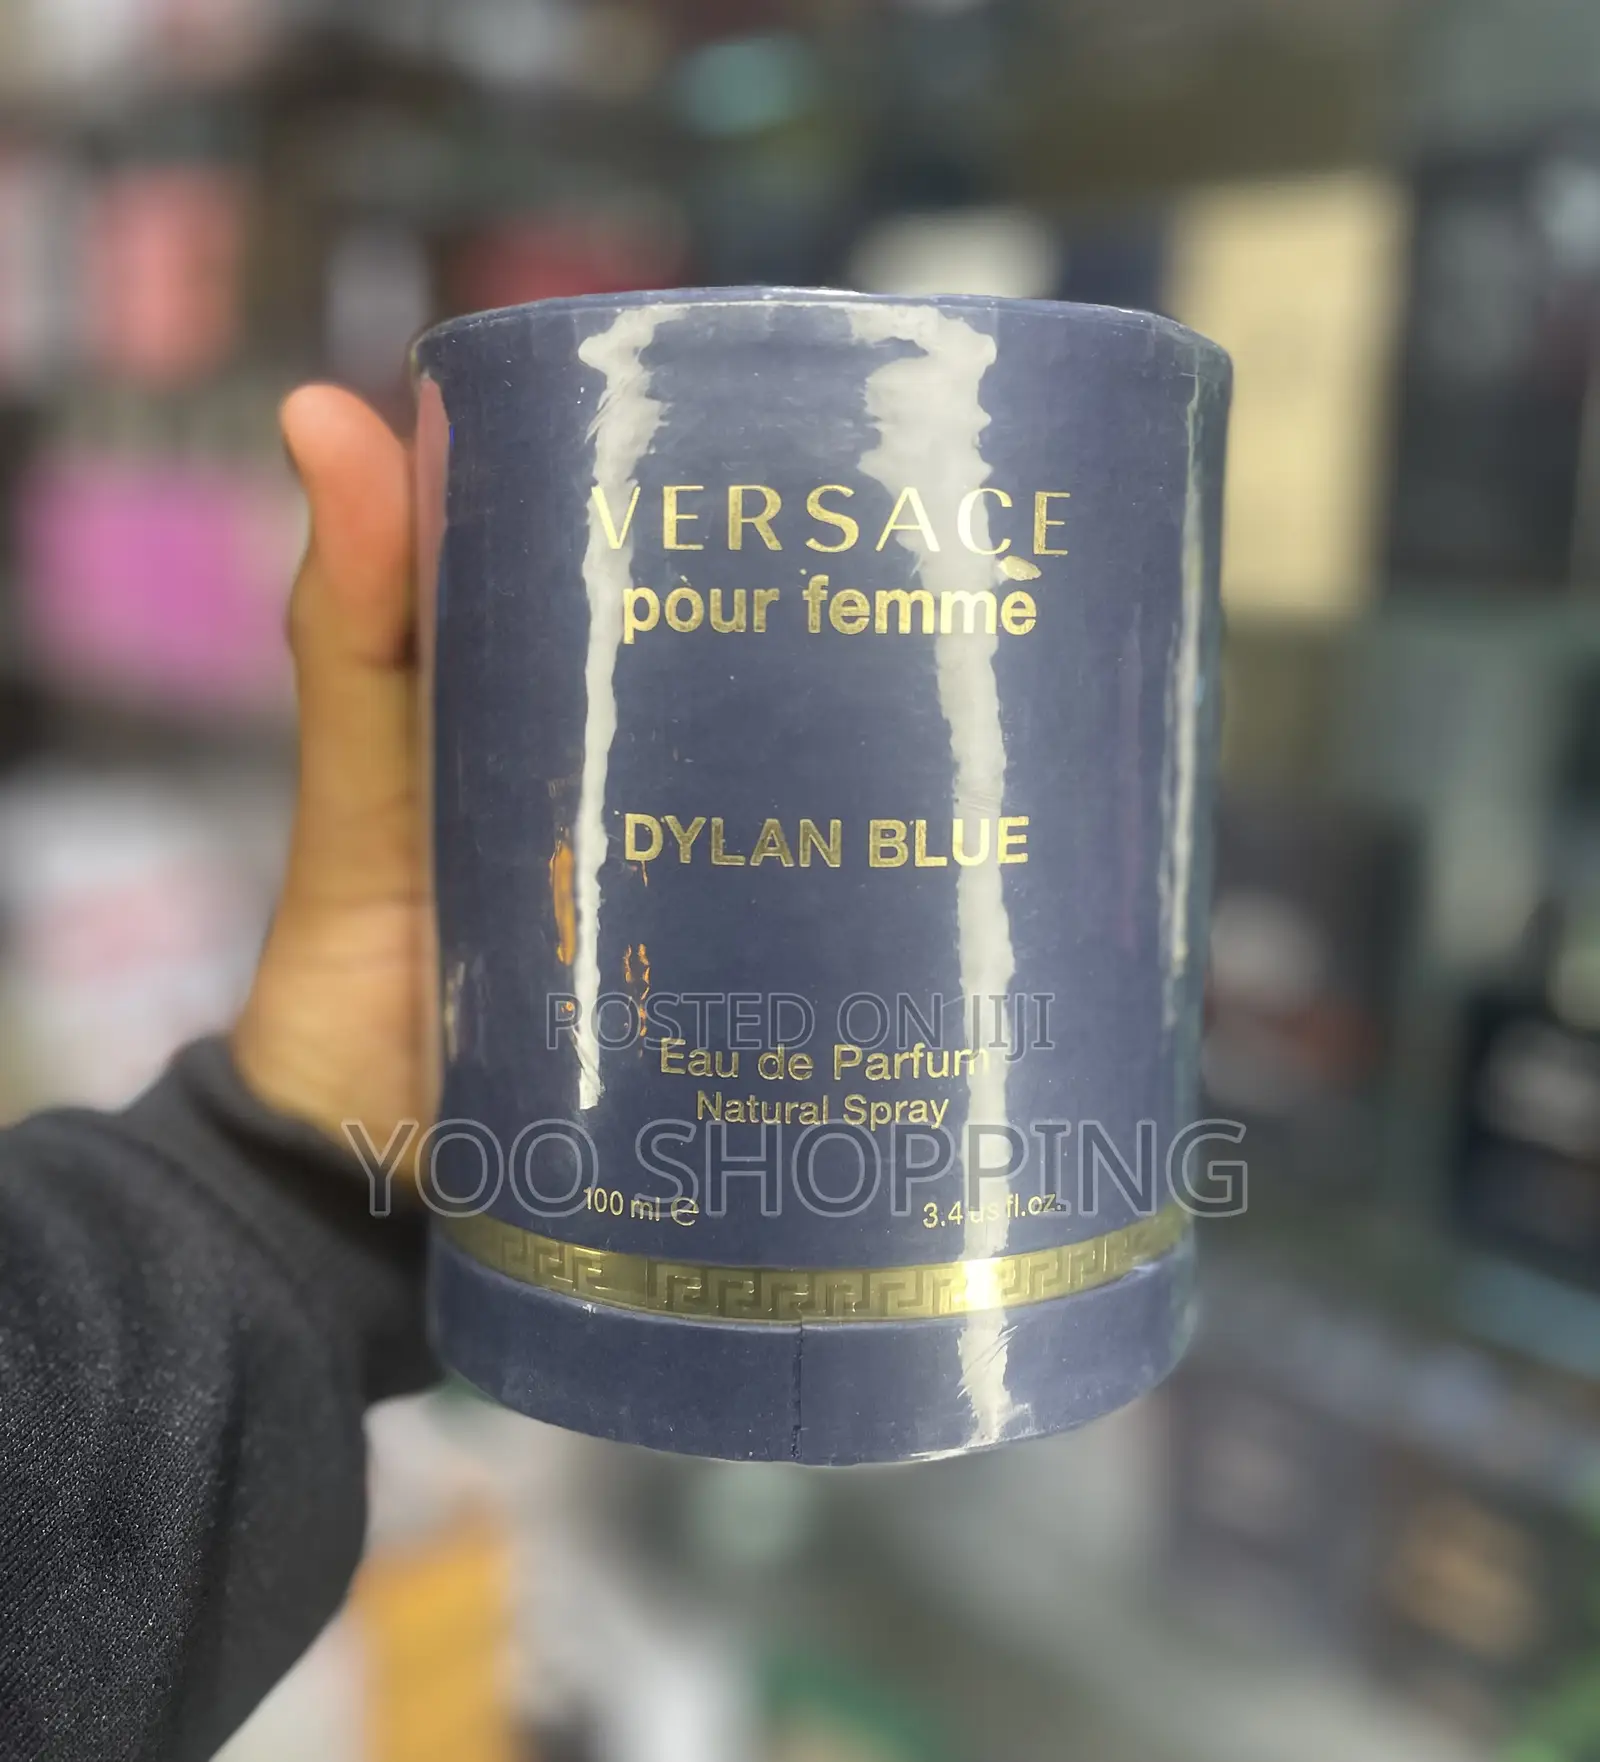 VERSACE
pour femme
DYLAN BLUE
POSTED ON JIJI
Eau de Parfum
Natural Spray
YOO SHOPPING
100 ml ℮ 3.4 us fl.oz.